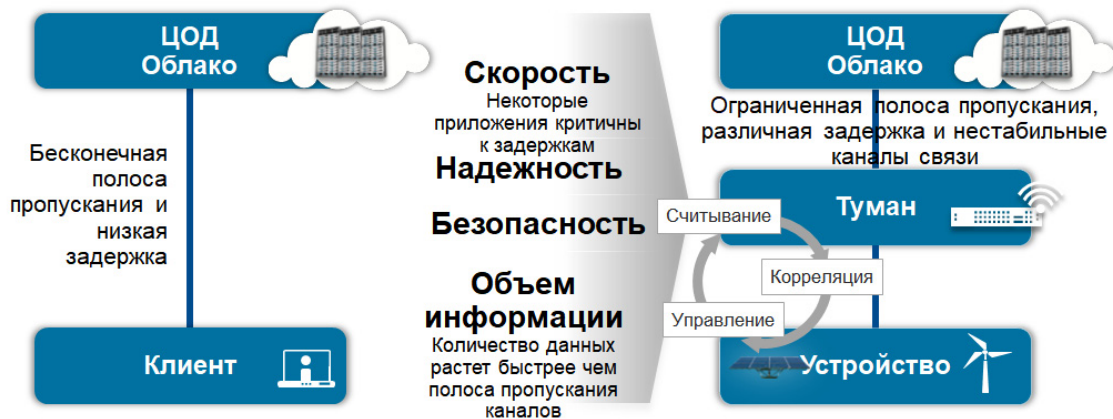 ЦОД
Облако
Бесконечная
полоса
пропускания и
низкая
задержка
Клиент
Скорость
Некоторые
приложения критичны
к задержкам
Надежность
Безопасность
Объем
информации
Количество данных
растет быстрее чем
полоса пропускания
каналов
ЦОД
Облако
Ограниченная полоса пропускания,
различная задержка и нестабильные
каналы связи
Туман
Считывание
Корреляция
Управление
Устройство